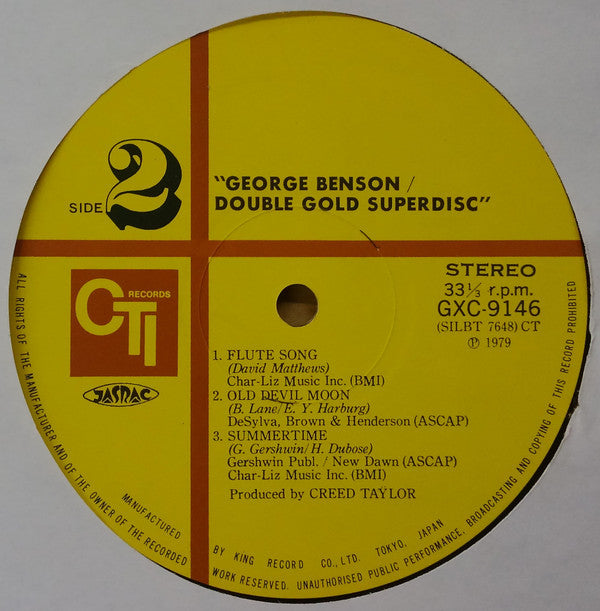 SIDE 2
"GEORGE BENSON /
DOUBLE GOLD SUPERDISC"
CTI RECORDS
JASRAC
STEREO
33⅓ r.p.m.
GXC-9146
(SILBT 7648) CT
Ⓟ 1979
1. FLUTE SONG
(David Matthews)
Char-Liz Music Inc. (BMI)
2. OLD DEVIL MOON
(B. Lane/E. Y. Harburg)
DeSylva, Brown & Henderson (ASCAP)
3. SUMMERTIME
(G. Gershwin/H. Dubose)
Gershwin Publ. / New Dawn (ASCAP)
Char-Liz Music Inc. (BMI)
Produced by CREED TAYLOR
MANUFACTURED BY KING RECORD CO., LTD. TOKYO, JAPAN
ALL RIGHTS OF THE MANUFACTURER AND OF THE OWNER OF THE RECORDED WORK RESERVED. UNAUTHORISED PUBLIC PERFORMANCE, BROADCASTING AND COPYING OF THIS RECORD PROHIBITED